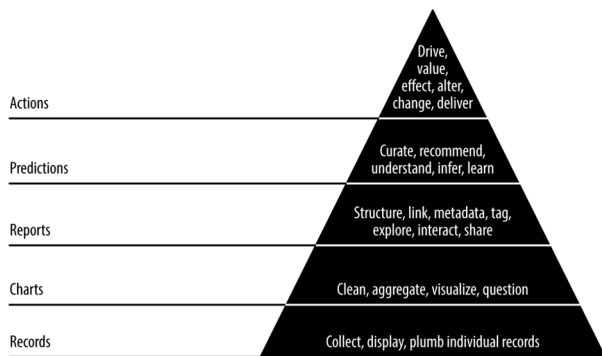 Drive,
value,
effect, alter,
change, deliver
Actions
Curate, recommend,
understand, infer, learn
Predictions
Structure, link, metadata, tag,
explore, interact, share
Reports
Clean, aggregate, visualize, question
Charts
Collect, display, plumb individual records
Records